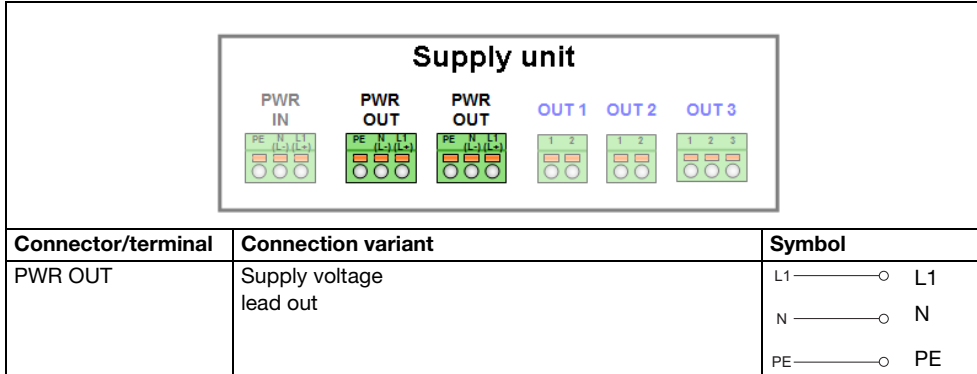 Supply unit
PWR IN
PWR OUT
PWR OUT
OUT 1
OUT 2
OUT 3
PE N (L-) L1 (L+)
PE N (L-) L1 (L+)
PE N (L-) L1 (L+)
1 2
1 2
1 2 3
Connector/terminal Connection variant Symbol
PWR OUT
Supply voltage
lead out
L1 L1
N N
PE PE